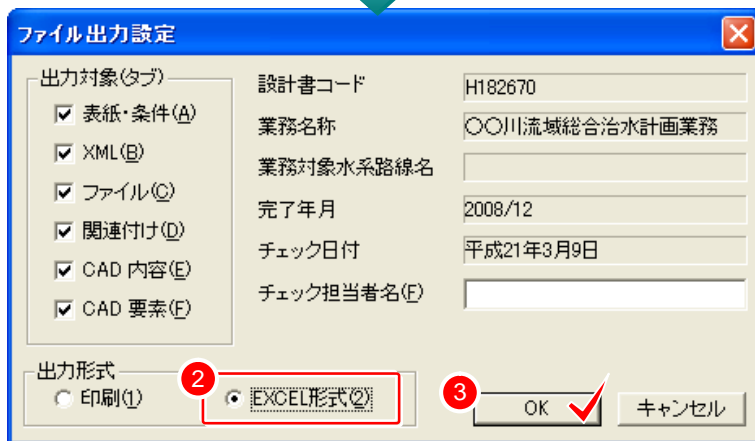 ファイル出力設定
出力対象(タブ)
表紙・条件(A)
XML(B)
ファイル(C)
関連付け(D)
CAD 内容(E)
CAD 要素(F)
設計書コード
H182670
業務名称
〇〇川流域総合治水計画業務
業務対象水系路線名
完了年月
2008/12
チェック日付
平成21年3月9日
チェック担当者名(F)
出力形式
印刷(1)
2
EXCEL形式(2)
3
OK
キャンセル